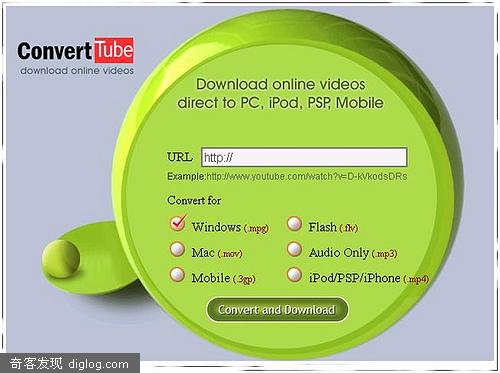 ConvertTube
download online videos
Download online videos
direct to PC, iPod, PSP, Mobile
URL http://
Example:http://www.youtube.com/watch?v=D-kVkodsDRs
Convert for
Windows (.mpg) Flash (.flv)
Mac (.mov) Audio Only (.mp3)
Mobile (.3gp) iPod/PSP/iPhone (.mp4)
Convert and Download
奇客发现 diglog.com